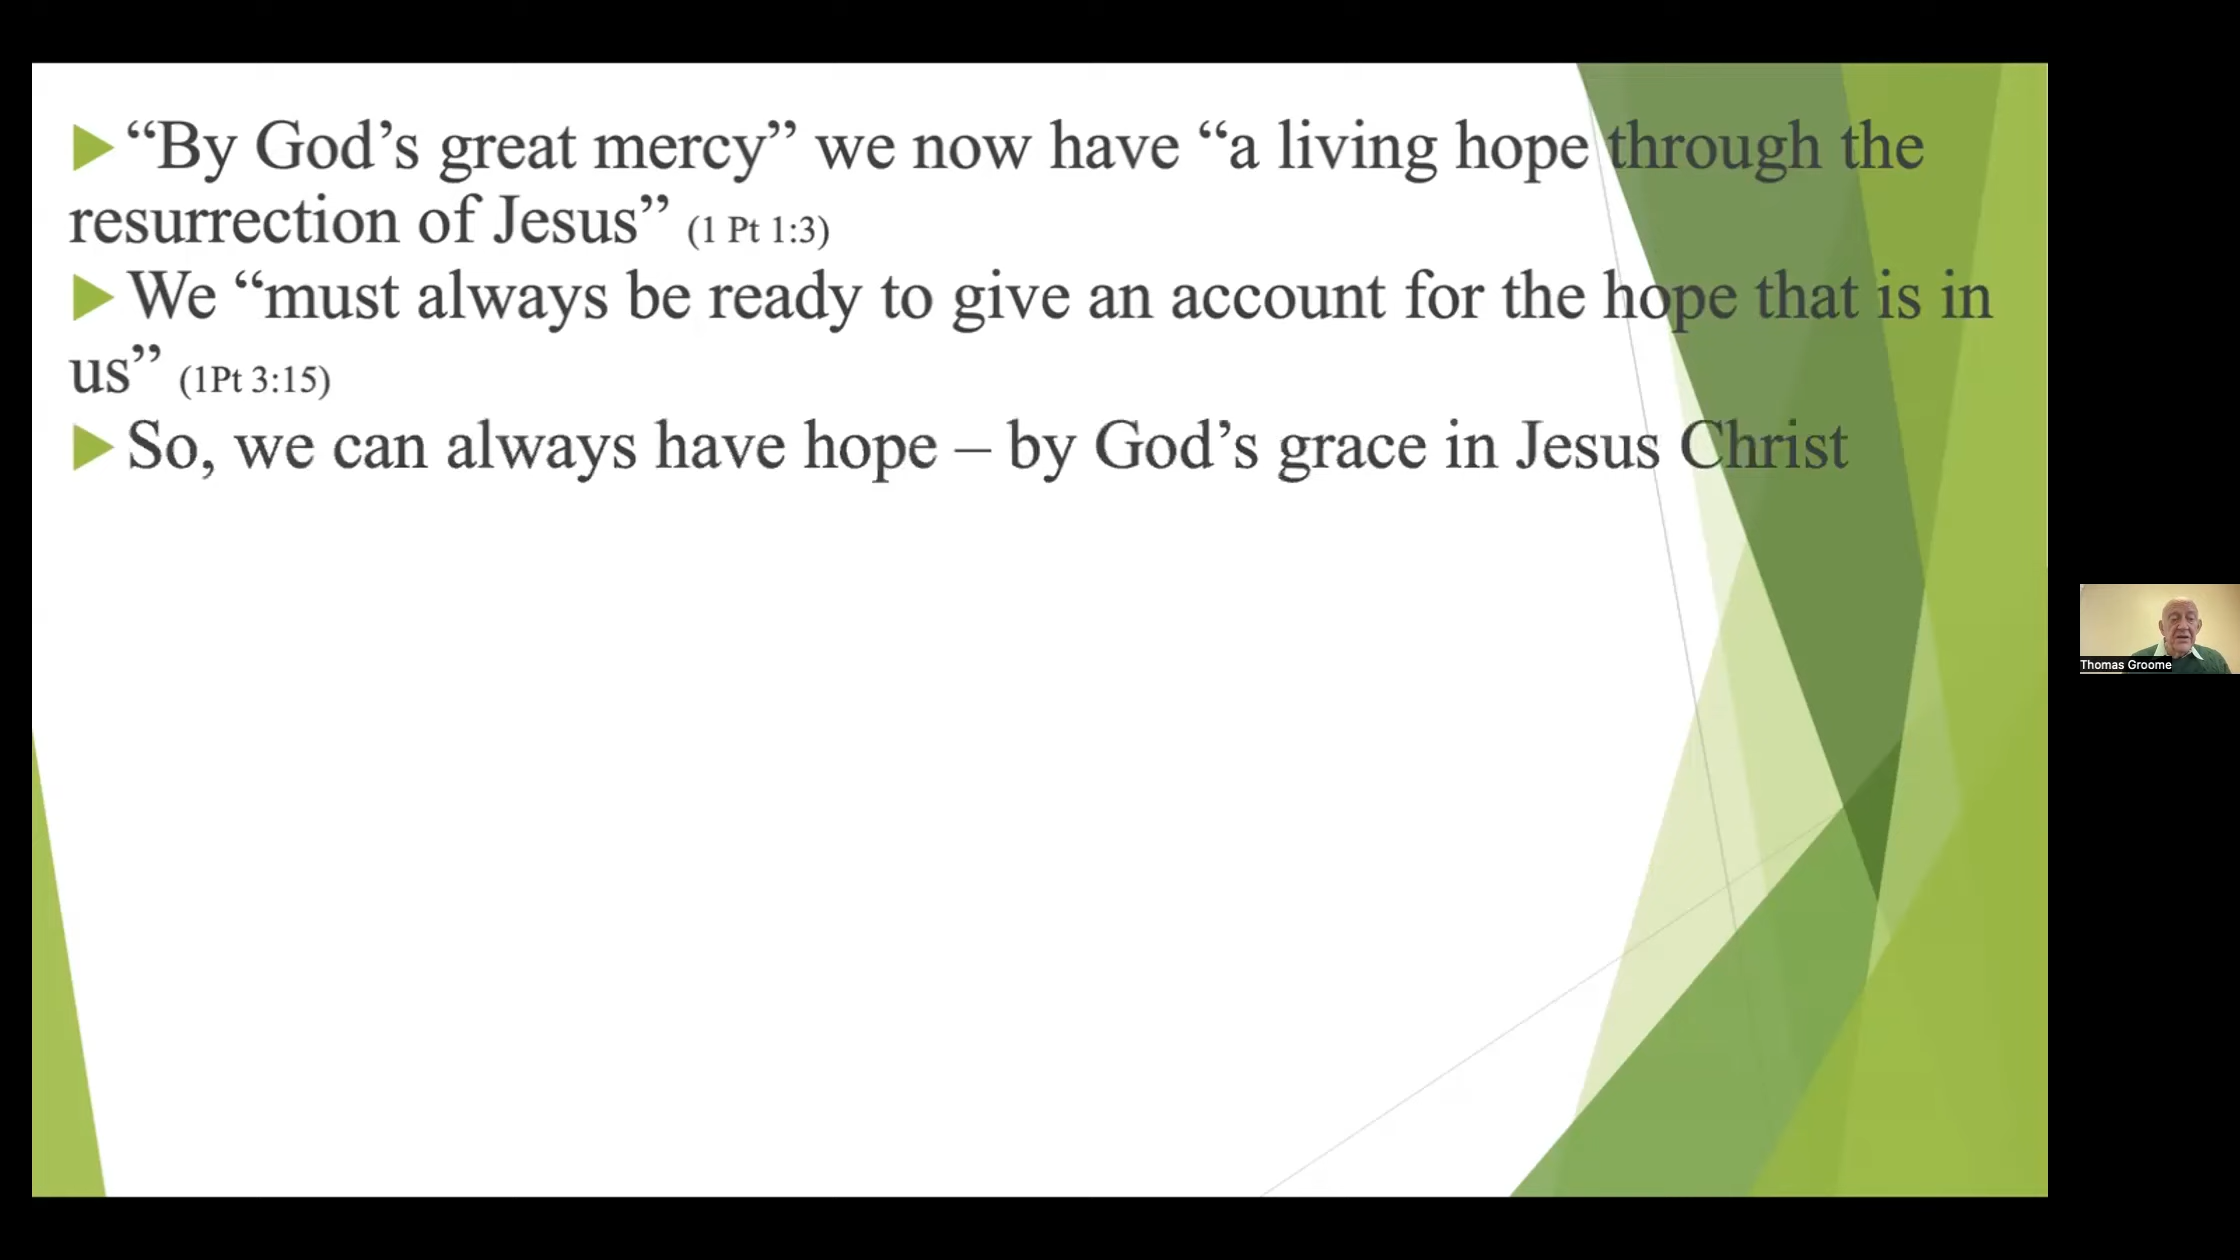 “By God’s great mercy” we now have “a living hope through the
resurrection of Jesus” (1 Pt 1:3)
We “must always be ready to give an account for the hope that is in
us” (1Pt 3:15)
So, we can always have hope – by God’s grace in Jesus Christ
Thomas Groome